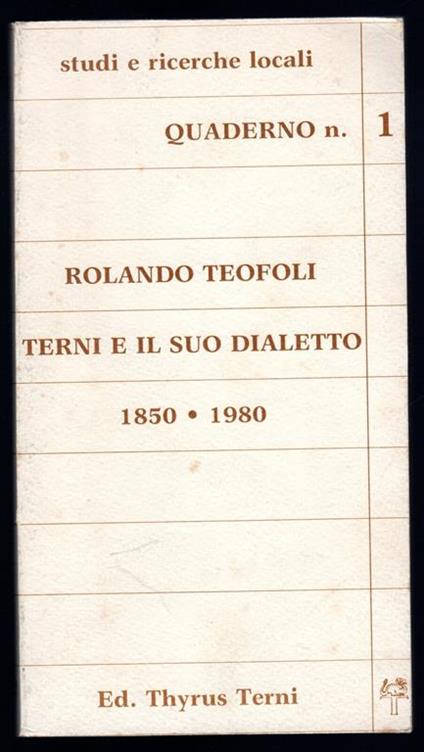 studi e ricerche locali
QUADERNO n. 1
ROLANDO TEOFOLI
TERNI E IL SUO DIALETTO
1850 • 1980
Ed. Thyrus Terni